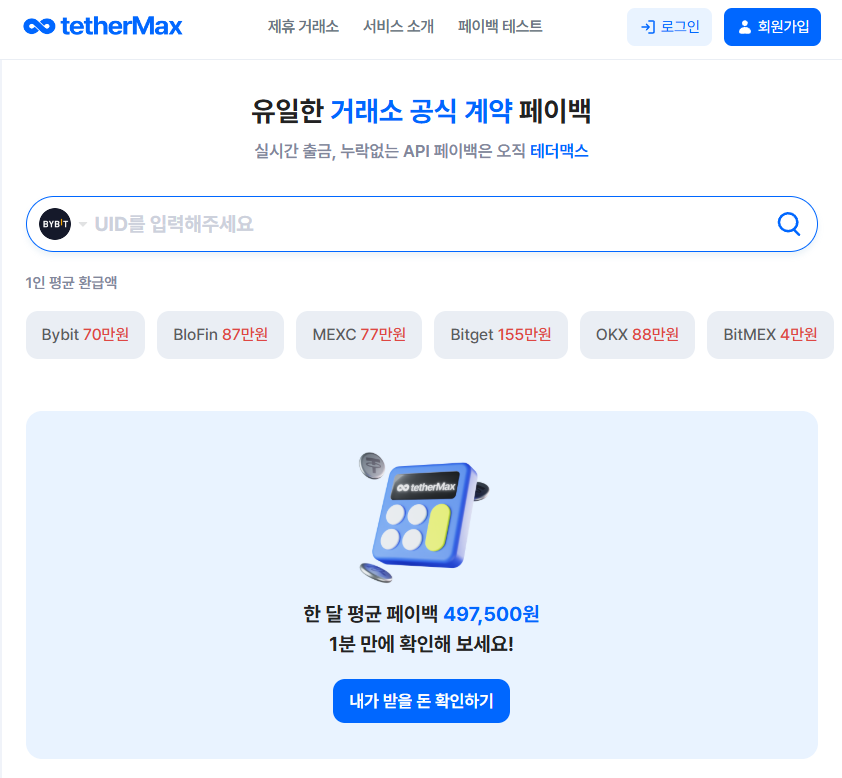 tetherMax
제휴 거래소 서비스 소개 페이백 테스트
로그인
회원가입
유일한 거래소 공식 계약 페이백
실시간 출금, 누락없는 API 페이백은 오직 테더맥스
BYBIT UID를 입력해주세요
1인 평균 환급액
Bybit 70만원 BloFin 87만원 MEXC 77만원 Bitget 155만원 OKX 88만원 BitMEX 4만원
tetherMax
한 달 평균 페이백 497,500원
1분 만에 확인해 보세요!
내가 받을 돈 확인하기